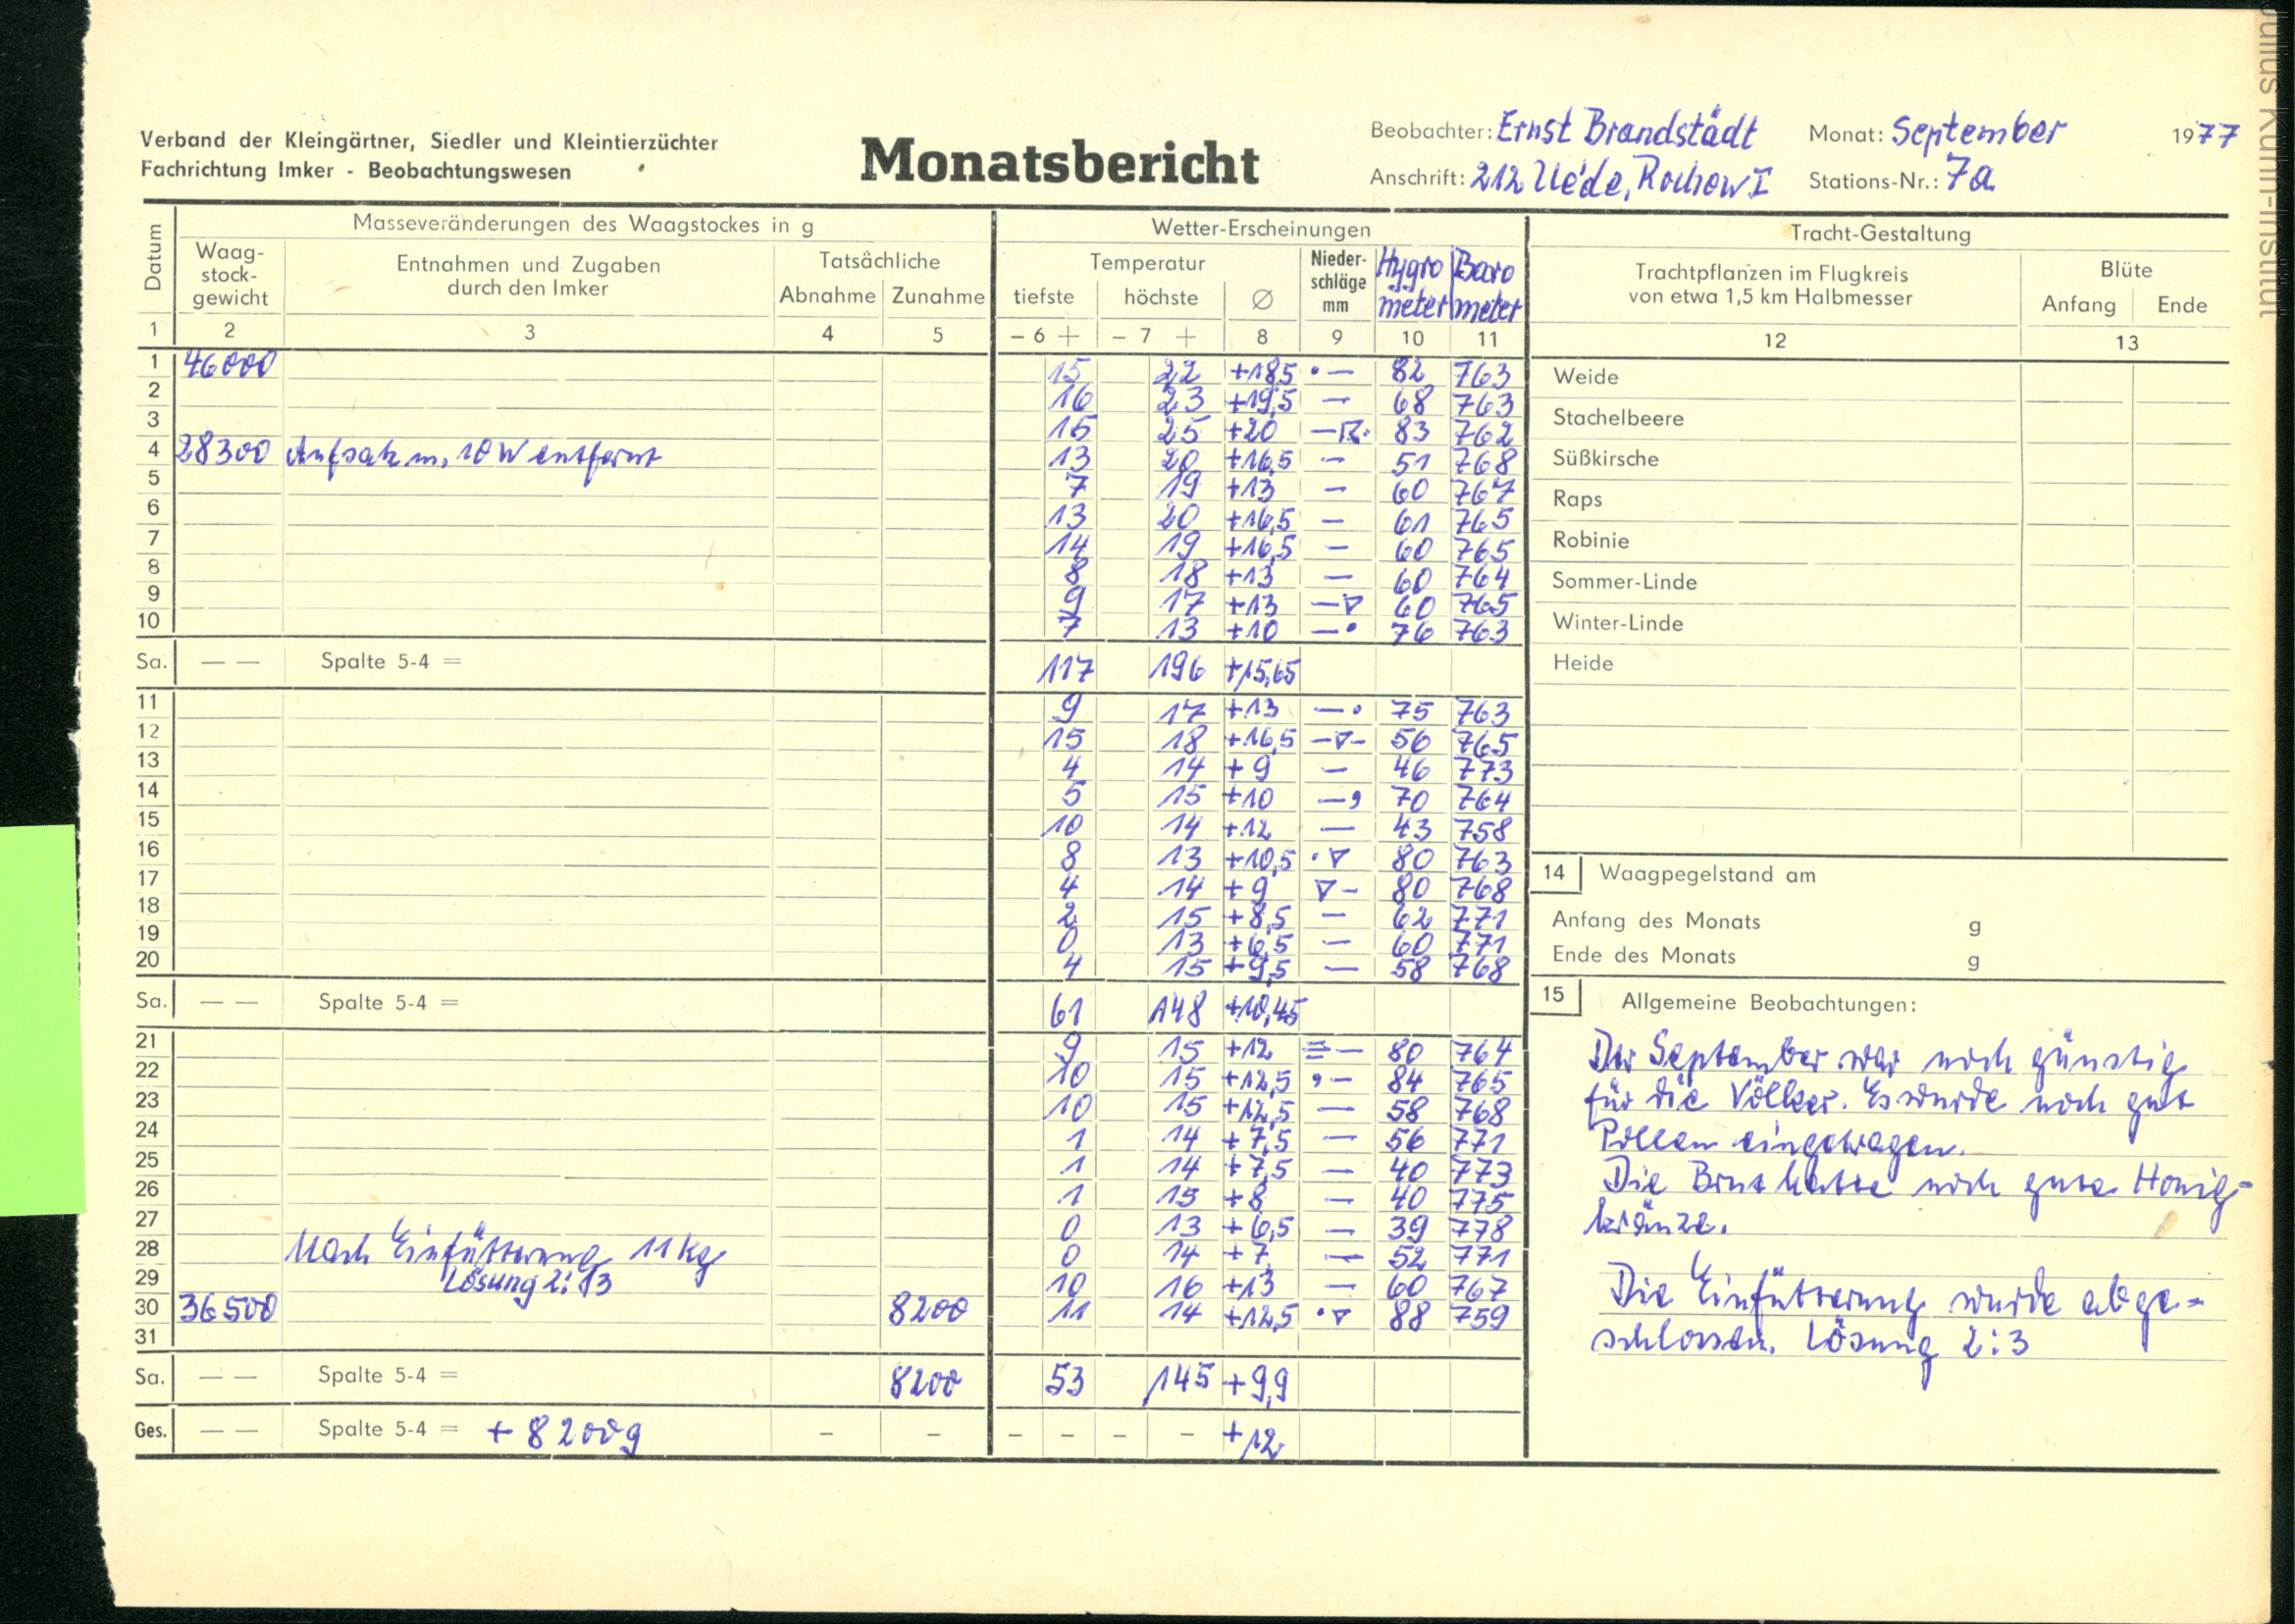 Verband der Kleingärtner, Siedler und Kleintierzüchter
Fachrichtung Imker - Beobachtungswesen
Monatsbericht
Beobachter: Ernst Brandstädt Monat: September 1977
Anschrift: 212 Ue'de, Rochow I Stations-Nr.: 7a
Datum Masseveränderungen des Waagstockes in g Wetter-Erscheinungen Tracht-Gestaltung
Waag-stock-gewicht Entnahmen und Zugaben durch den Imker Tatsächliche Abnahme Zunahme Temperatur tiefste höchste ∅ Nieder-schläge mm Hygro meter Baro meter Trachtpflanzen im Flugkreis von etwa 1,5 km Halbmesser Blüte Anfang Ende
1 2 3 4 5 – 6 + – 7 + 8 9 10 11 12 13
1 46000 15 22 +18,5 •— 82 763 Weide
2 16 23 +19,5 — 68 763
3 15 25 +20 —• 83 762 Stachelbeere
4 28300 Aufsatz m. 10 W entfernt 13 20 +16,5 — 51 768 Süßkirsche
5 7 19 +13 — 60 767 Raps
6 13 20 +16,5 — 61 765
7 14 19 +16,5 — 60 765 Robinie
8 8 18 +13 — 60 764 Sommer-Linde
9 9 17 +13 —▽ 60 765
10 7 13 +10 —• 76 763 Winter-Linde
Sa. — — Spalte 5-4 = 117 196 +15,65 Heide
11 9 17 +13 —• 75 763
12 15 18 +16,5 —▽— 56 765
13 4 14 +9 — 46 773
14 5 15 +10 —, 70 764
15 10 14 +12 — 43 758
16 8 13 +10,5 •▽ 80 763
17 4 14 +9 ▽— 80 768 14 Waagpegelstand am
18 2 15 +8,5 — 62 771 Anfang des Monats g
19 0 13 +6,5 — 60 771
20 4 15 +9,5 — 58 768 Ende des Monats g
Sa. — — Spalte 5-4 = 61 148 +10,45 15 Allgemeine Beobachtungen:
21 9 15 +12 ≡— 80 764 Der September war noch günstig
22 10 15 +12,5 ,— 84 765
23 10 15 +12,5 — 58 768 für die Völker. Es wurde noch gut
24 1 14 +7,5 — 56 771 Pollen eingetragen.
25 1 14 +7,5 — 40 773 Die Brut hatte noch gute Honig-
26 1 15 +8 — 40 775
27 0 13 +6,5 — 39 778 kränze.
28 Nach Einfütterung 11 kg 0 14 +7 — 52 771
29 Lösung 2:3 10 16 +13 — 60 767 Die Einfütterung wurde abge-
30 36500 8200 11 14 +12,5 •▽ 88 759
31 schlossen. Lösung 2:3
Sa. — — Spalte 5-4 = 8200 53 145 +9,9
Ges. — — Spalte 5-4 = +8200g – – – – – – +12
Julius Kühn-Institut